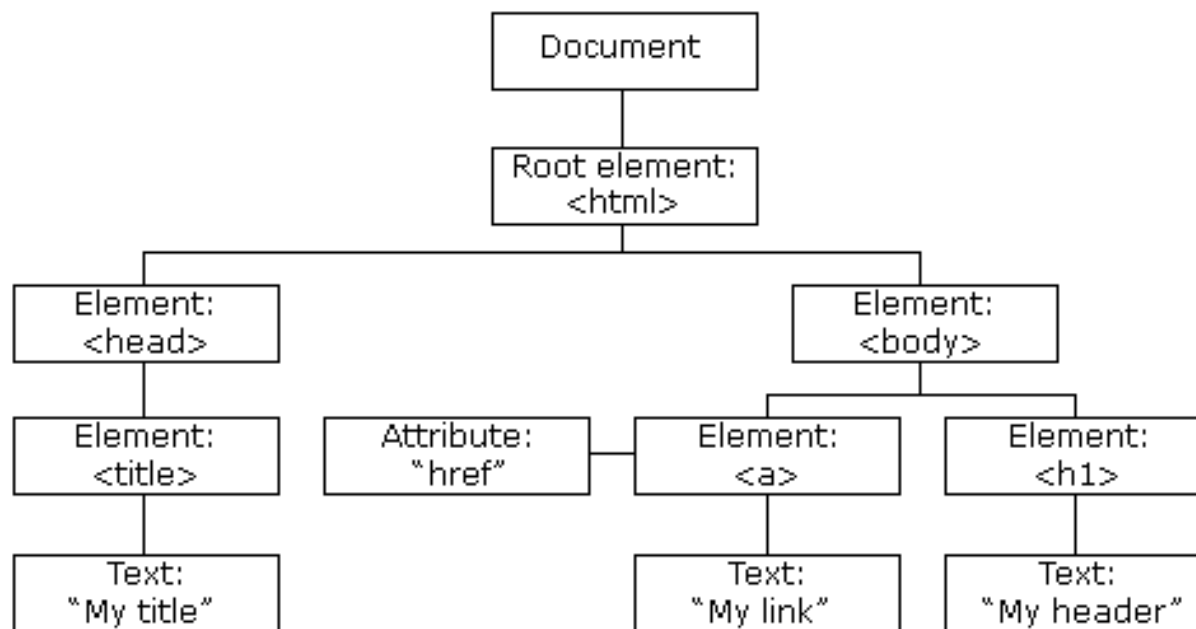 Document
Root element:
<html>
Element:
<head>
Element:
<body>
Element:
<title>
Attribute:
“href”
Element:
<a>
Element:
<h1>
Text:
“My title”
Text:
“My link”
Text:
“My header”